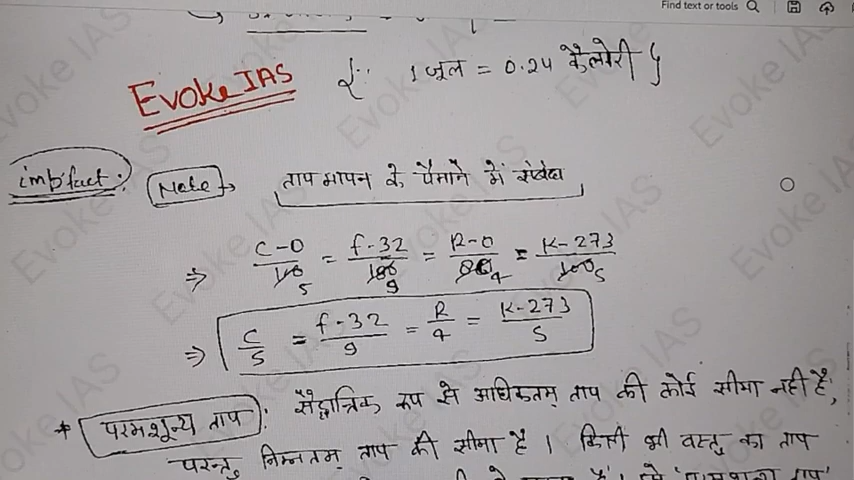 Find text or tools
Evoke IAS
{∵ 1 जूल = 0.24 कैलोरी }
imp fact.
Note → ताप मापन के पैमाने में संबंध
⇒ C-0/100 5 = f-32/180 9 = R-0/80 4 = K-273/100 5
⇒ C/5 = f-32/9 = R/4 = K-273/5
* परमशून्य ताप : सैद्धान्तिक रूप से अधिकतम् ताप की कोई सीमा नहीं है,
परन्तु निम्नतम् ताप की सीमा है । किसी भी वस्तु का ताप